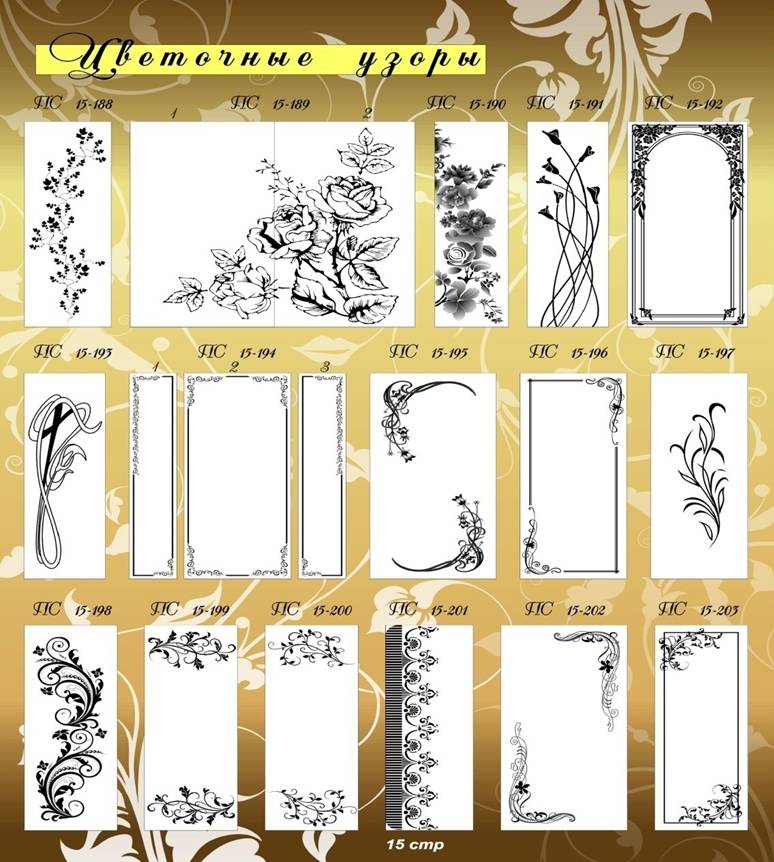 Цветочные узоры
ПС 15-188 ПС 15-189 ПС 15-190 ПС 15-191 ПС 15-192
1 2
ПС 15-193 ПС 15-194 ПС 15-195 ПС 15-196 ПС 15-197
1 2 3
ПС 15-198 ПС 15-199 ПС 15-200 ПС 15-201 ПС 15-202 ПС 15-203
15 стр